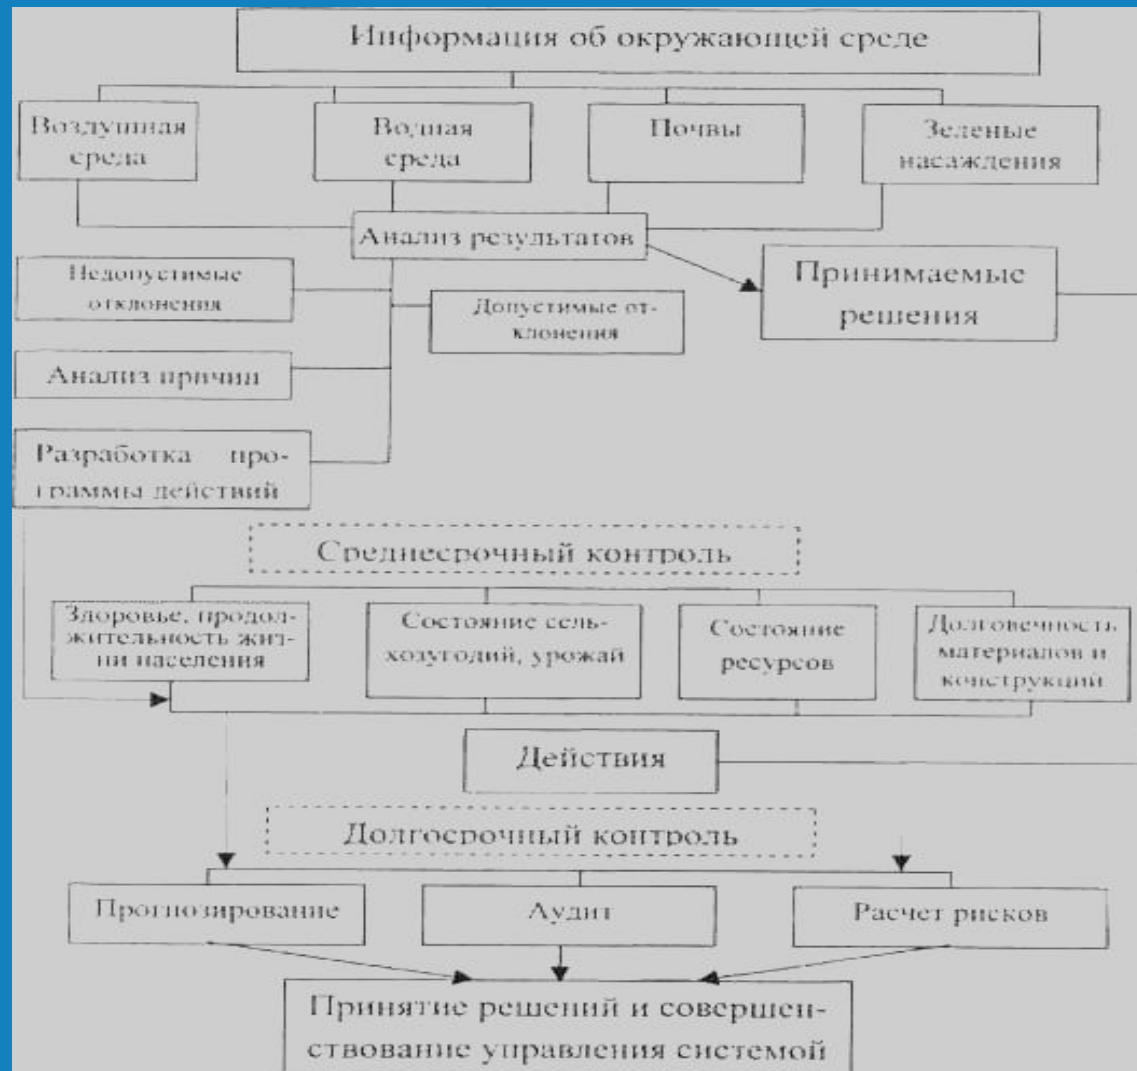 Информация об окружающей среде
Воздушная
среда
Водная
среда
Почвы
Зеленые
насаждения
Анализ результатов
Недопустимые
отклонения
Допустимые от-
клонения
Принимаемые
решения
Анализ причин
Разработка про-
граммы действий
Среднесрочный контроль
Здоровье, продол-
жительность жиз-
ни населения
Состояние сель-
хозугодий, урожай
Состояние
ресурсов
Долговечность
материалов и
конструкций
Действия
Долгосрочный контроль
Прогнозирование
Аудит
Расчет рисков
Принятие решений и совершен-
ствование управления системой